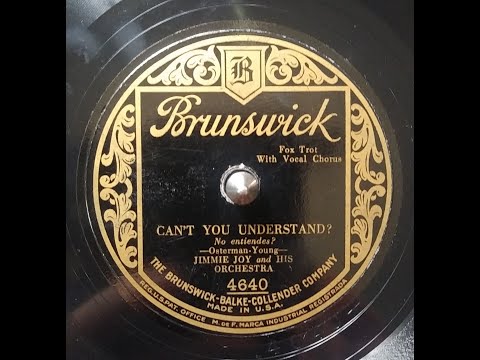 B
Brunswick
Fox Trot
With Vocal Chorus
CAN'T YOU UNDERSTAND?
No entiendes?
—Osterman-Young—
JIMMIE JOY and HIS
ORCHESTRA
4640
THE BRUNSWICK-BALKE-COLLENDER COMPANY
MADE IN U.S.A.
REG. U.S. PAT. OFFICE M. DE F. MARCA INDUSTRIAL REGISTRADA